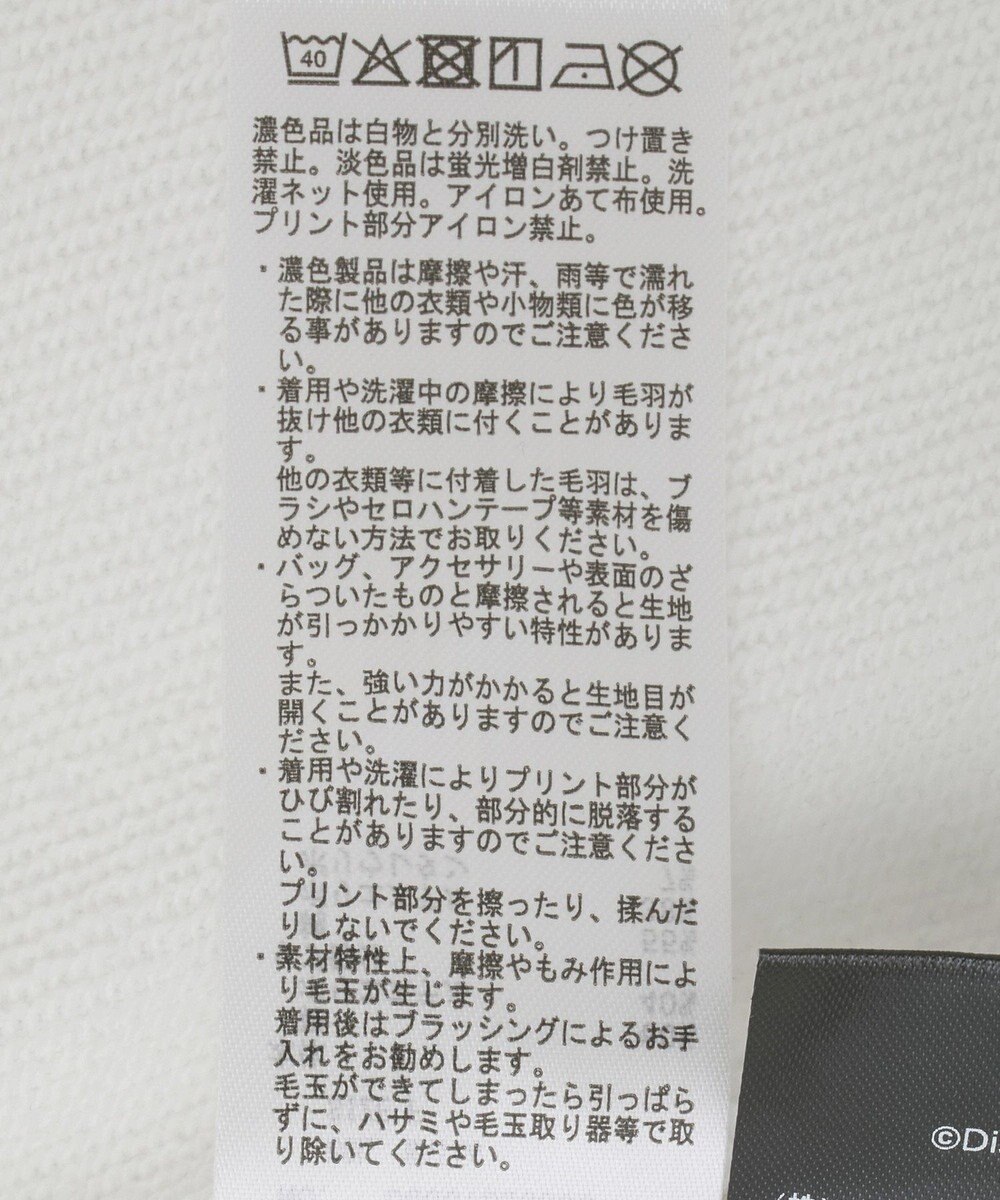 40
濃色品は白物と分別洗い。つけ置き
禁止。淡色品は蛍光増白剤禁止。洗
濯ネット使用。アイロンあて布使用。
プリント部分アイロン禁止。
・濃色製品は摩擦や汗、雨等で濡れ
た際に他の衣類や小物類に色が移
る事がありますのでご注意くださ
い。
・着用や洗濯中の摩擦により毛羽が
抜け他の衣類に付くことがありま
す。
他の衣類等に付着した毛羽は、ブ
ラシやセロハンテープ等素材を傷
めない方法でお取りください。
・バッグ、アクセサリーや表面のざ
らついたものと摩擦されると生地
が引っかかりやすい特性がありま
す。
また、強い力がかかると生地目が
開くことがありますのでご注意く
ださい。
・着用や洗濯によりプリント部分が
ひび割れたり、部分的に脱落する
ことがありますのでご注意くださ
い。
プリント部分を擦ったり、揉んだ
りしないでください。
・素材特性上、摩擦やもみ作用によ
り毛玉が生じます。
着用後はブラッシングによるお手
入れをお勧めします。
毛玉ができてしまったら引っぱら
ずに、ハサミや毛玉取り器等で取
り除いてください。
©Dis